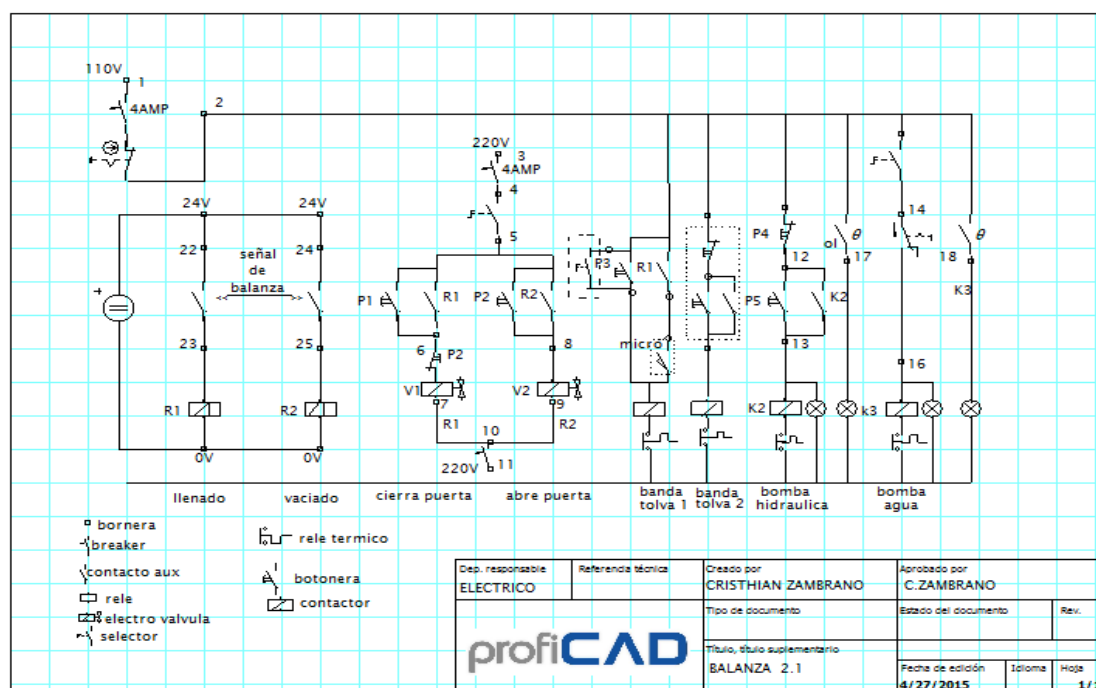 110V
1
4AMP
2
220V
3
4AMP
4
5
24V
24V
22
24
señal
de
balanza
+
P1
R1
P2
R2
P3
R1
P4
12
P5
K2
13
ol
θ
17
14
18
θ
K3
16
23
25
6
P2
8
micro
R1
R2
V1
7
V2
9
R1
R2
K2
k3
10
220V
11
0V
0V
llenado
vaciado
cierra puerta
abre puerta
banda
tolva 1
banda
tolva 2
bomba
hidraulica
bomba
agua
bornera
breaker
contacto aux
rele
electro valvula
selector
rele termico
botonera
contactor
Dep. responsable
ELECTRICO
Referencia técnica
Creado por
CRISTHIAN ZAMBRANO
Aprobado por
C.ZAMBRANO
Tipo de documento
Estado del documento
Rev.
profiCAD
Título, título suplementario
BALANZA 2.1
Fecha de edición
4/27/2015
Idioma
Hoja
1/